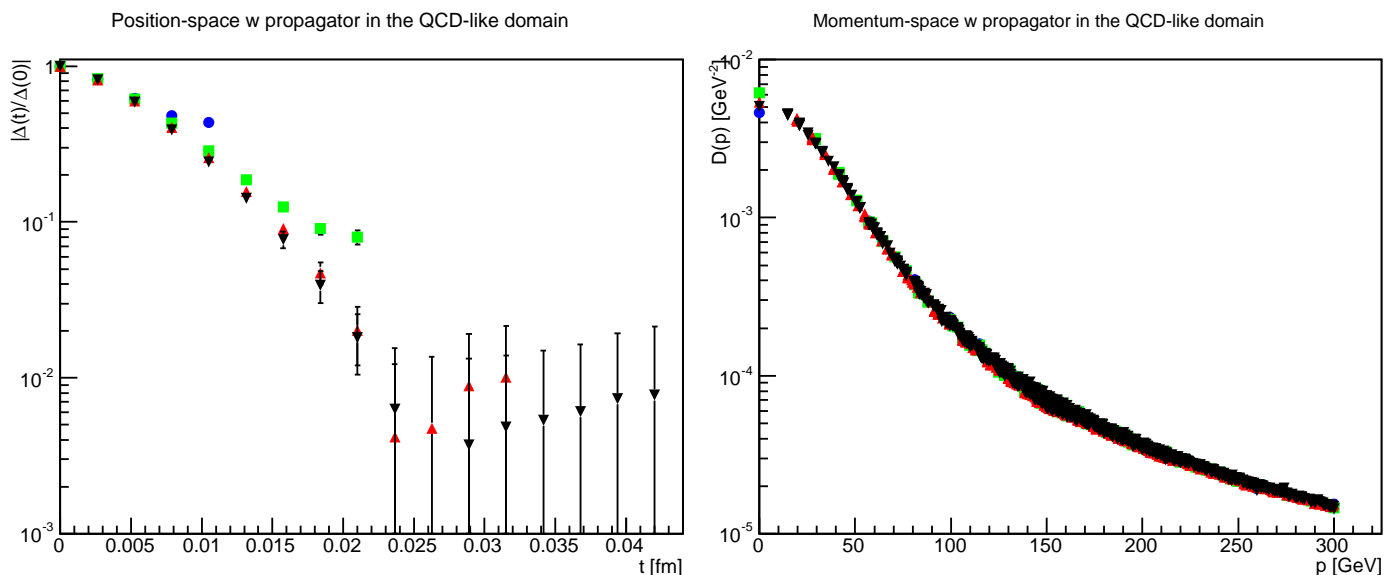 Position-space w propagator in the QCD-like domain
|Δ(t)/Δ(0)|
1
10^-1
10^-2
10^-3
0 0.005 0.01 0.015 0.02 0.025 0.03 0.035 0.04
t [fm]
Momentum-space w propagator in the QCD-like domain
D(p) [GeV^-2]
10^-2
10^-3
10^-4
10^-5
0 50 100 150 200 250 300
p [GeV]